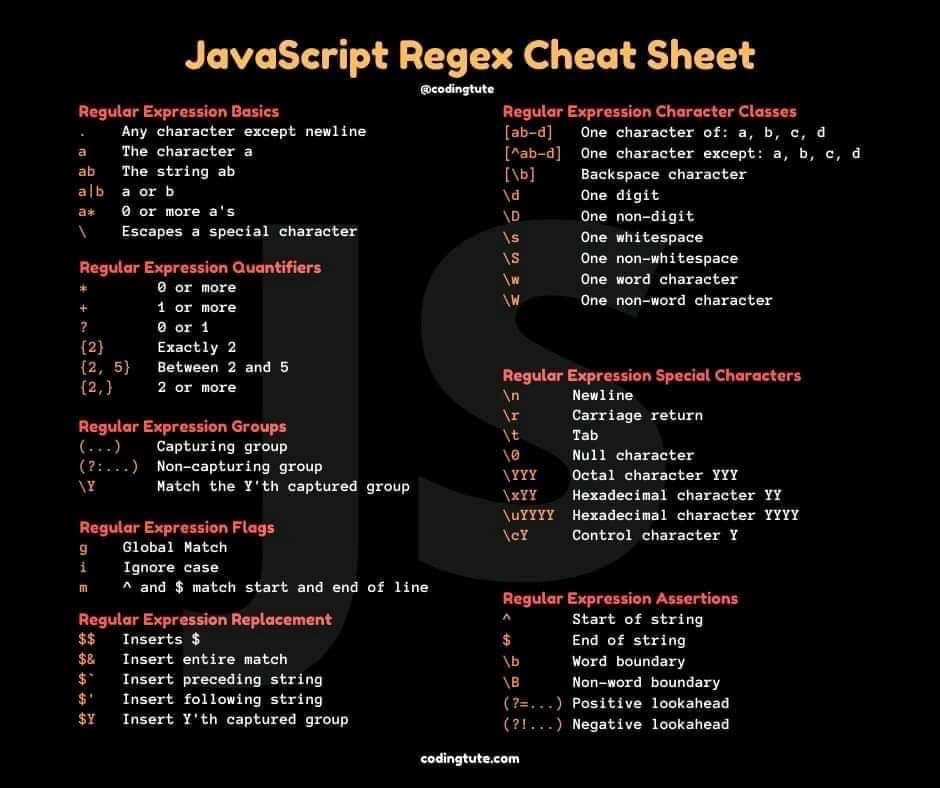 JavaScript Regex Cheat Sheet
@codingtute
Regular Expression Basics
. Any character except newline
a The character a
ab The string ab
a|b a or b
a* 0 or more a's
\ Escapes a special character
Regular Expression Quantifiers
* 0 or more
+ 1 or more
? 0 or 1
{2} Exactly 2
{2, 5} Between 2 and 5
{2,} 2 or more
Regular Expression Groups
(...) Capturing group
(?:...) Non-capturing group
\Y Match the Y'th captured group
Regular Expression Flags
g Global Match
i Ignore case
m ^ and $ match start and end of line
Regular Expression Replacement
$$ Inserts $
$& Insert entire match
$` Insert preceding string
$' Insert following string
$Y Insert Y'th captured group
Regular Expression Character Classes
[ab-d] One character of: a, b, c, d
[^ab-d] One character except: a, b, c, d
[\b] Backspace character
\d One digit
\D One non-digit
\s One whitespace
\S One non-whitespace
\w One word character
\W One non-word character
Regular Expression Special Characters
\n Newline
\r Carriage return
\t Tab
\0 Null character
\YYY Octal character YYY
\xYY Hexadecimal character YY
\uYYYY Hexadecimal character YYYY
\cY Control character Y
Regular Expression Assertions
^ Start of string
$ End of string
\b Word boundary
\B Non-word boundary
(?=...) Positive lookahead
(?!...) Negative lookahead
JS
codingtute.com